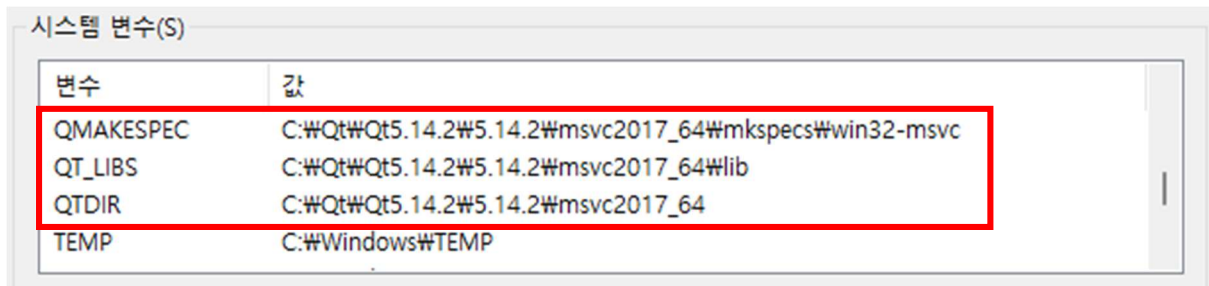 시스템 변수(S)
변수 값
QMAKESPEC C:₩Qt₩Qt5.14.2₩5.14.2₩msvc2017_64₩mkspecs₩win32-msvc
QT_LIBS C:₩Qt₩Qt5.14.2₩5.14.2₩msvc2017_64₩lib
QTDIR C:₩Qt₩Qt5.14.2₩5.14.2₩msvc2017_64
TEMP C:₩Windows₩TEMP